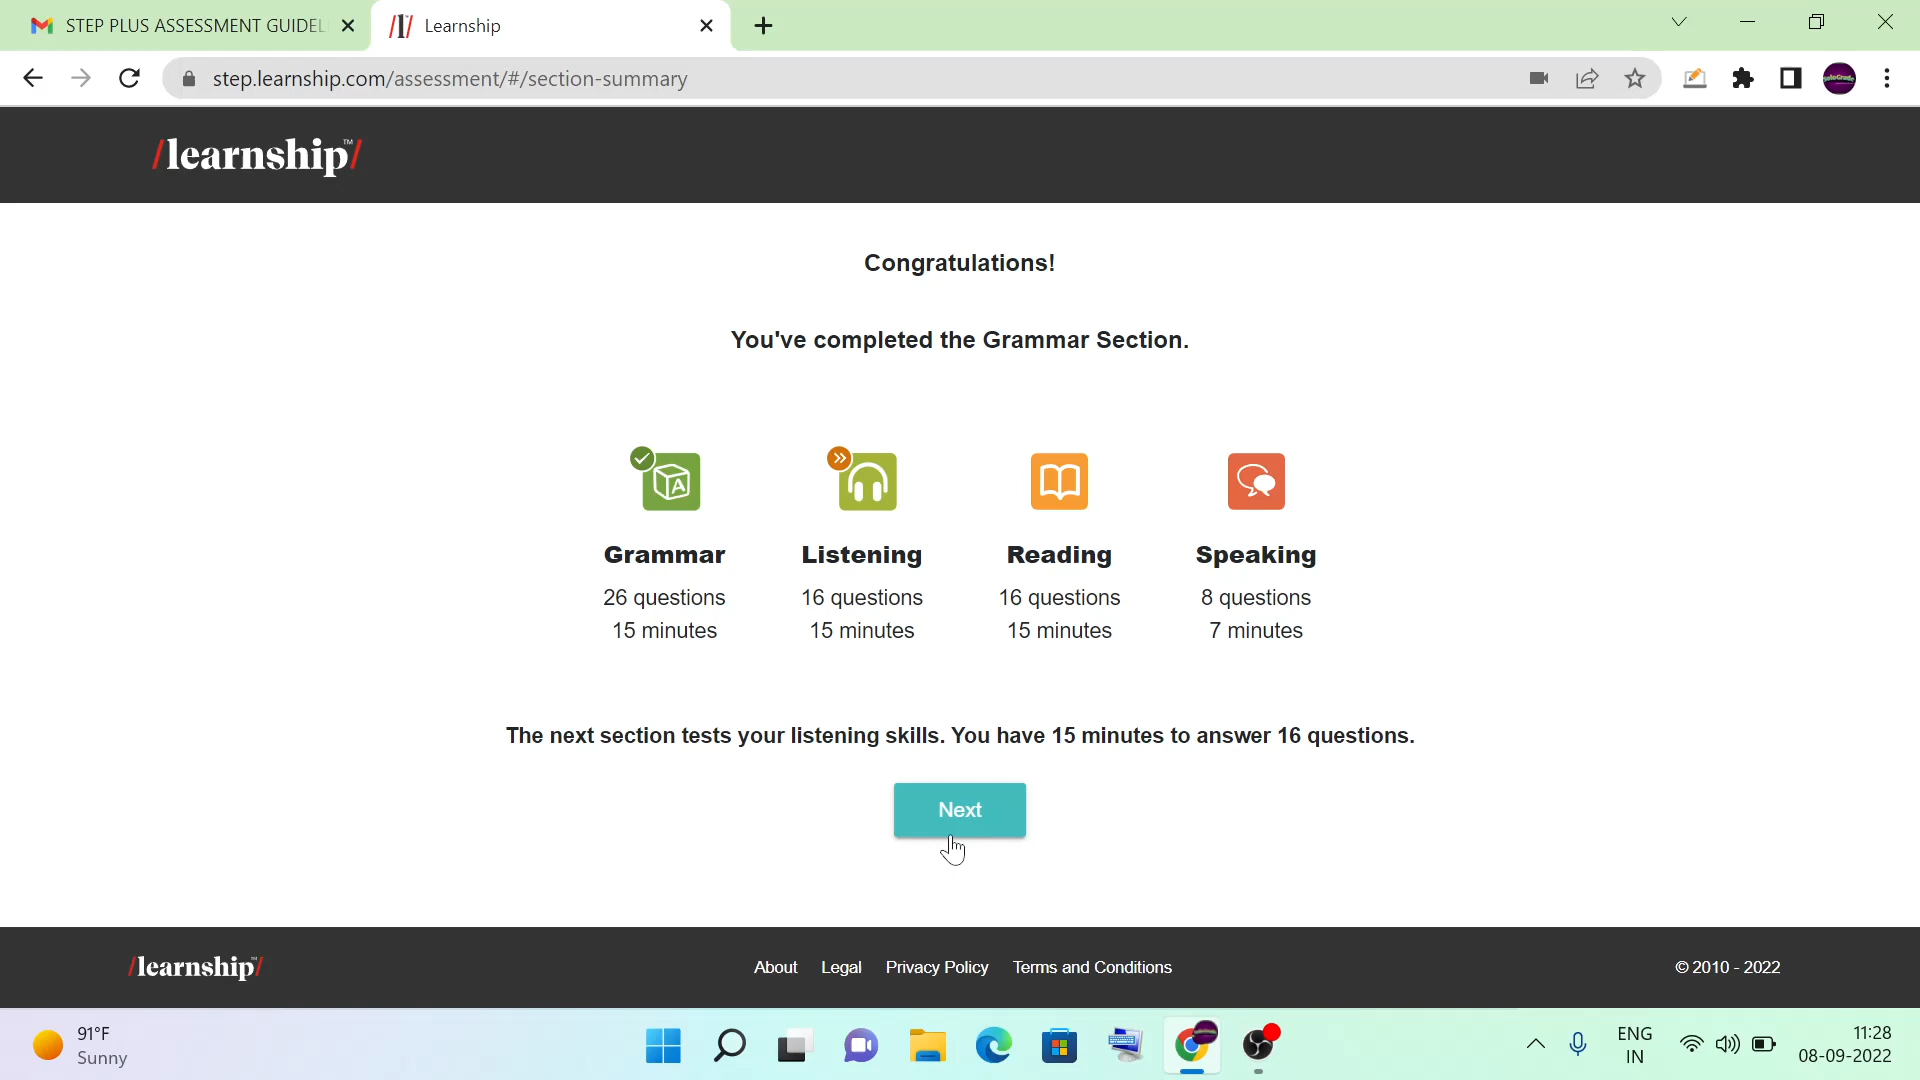 STEP PLUS ASSESSMENT GUIDEL
Learnship
step.learnship.com/assessment/#/section-summary
/learnship™/
Congratulations!
You've completed the Grammar Section.
Grammar
26 questions
15 minutes
Listening
16 questions
15 minutes
Reading
16 questions
15 minutes
Speaking
8 questions
7 minutes
The next section tests your listening skills. You have 15 minutes to answer 16 questions.
Next
/learnship™/
About Legal Privacy Policy Terms and Conditions
© 2010 - 2022
91°F
Sunny
ENG
IN
11:28
08-09-2022